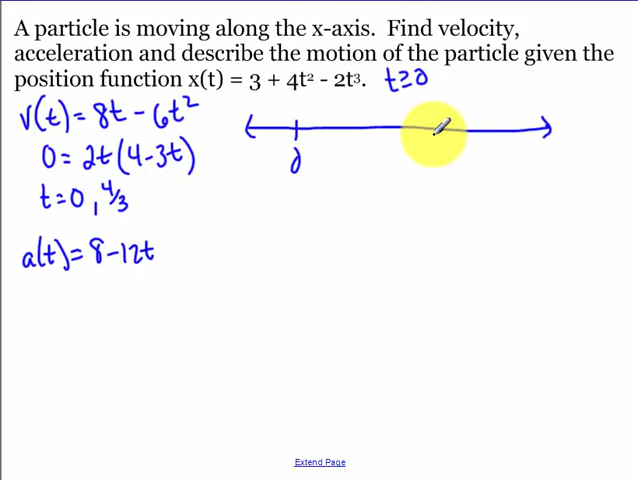 A particle is moving along the x-axis. Find velocity,
acceleration and describe the motion of the particle given the
position function x(t) = 3 + 4t² - 2t³. t≥0
v(t) = 8t - 6t²
0 = 2t(4-3t)
t=0, 4/3
a(t) = 8-12t
0
Extend Page